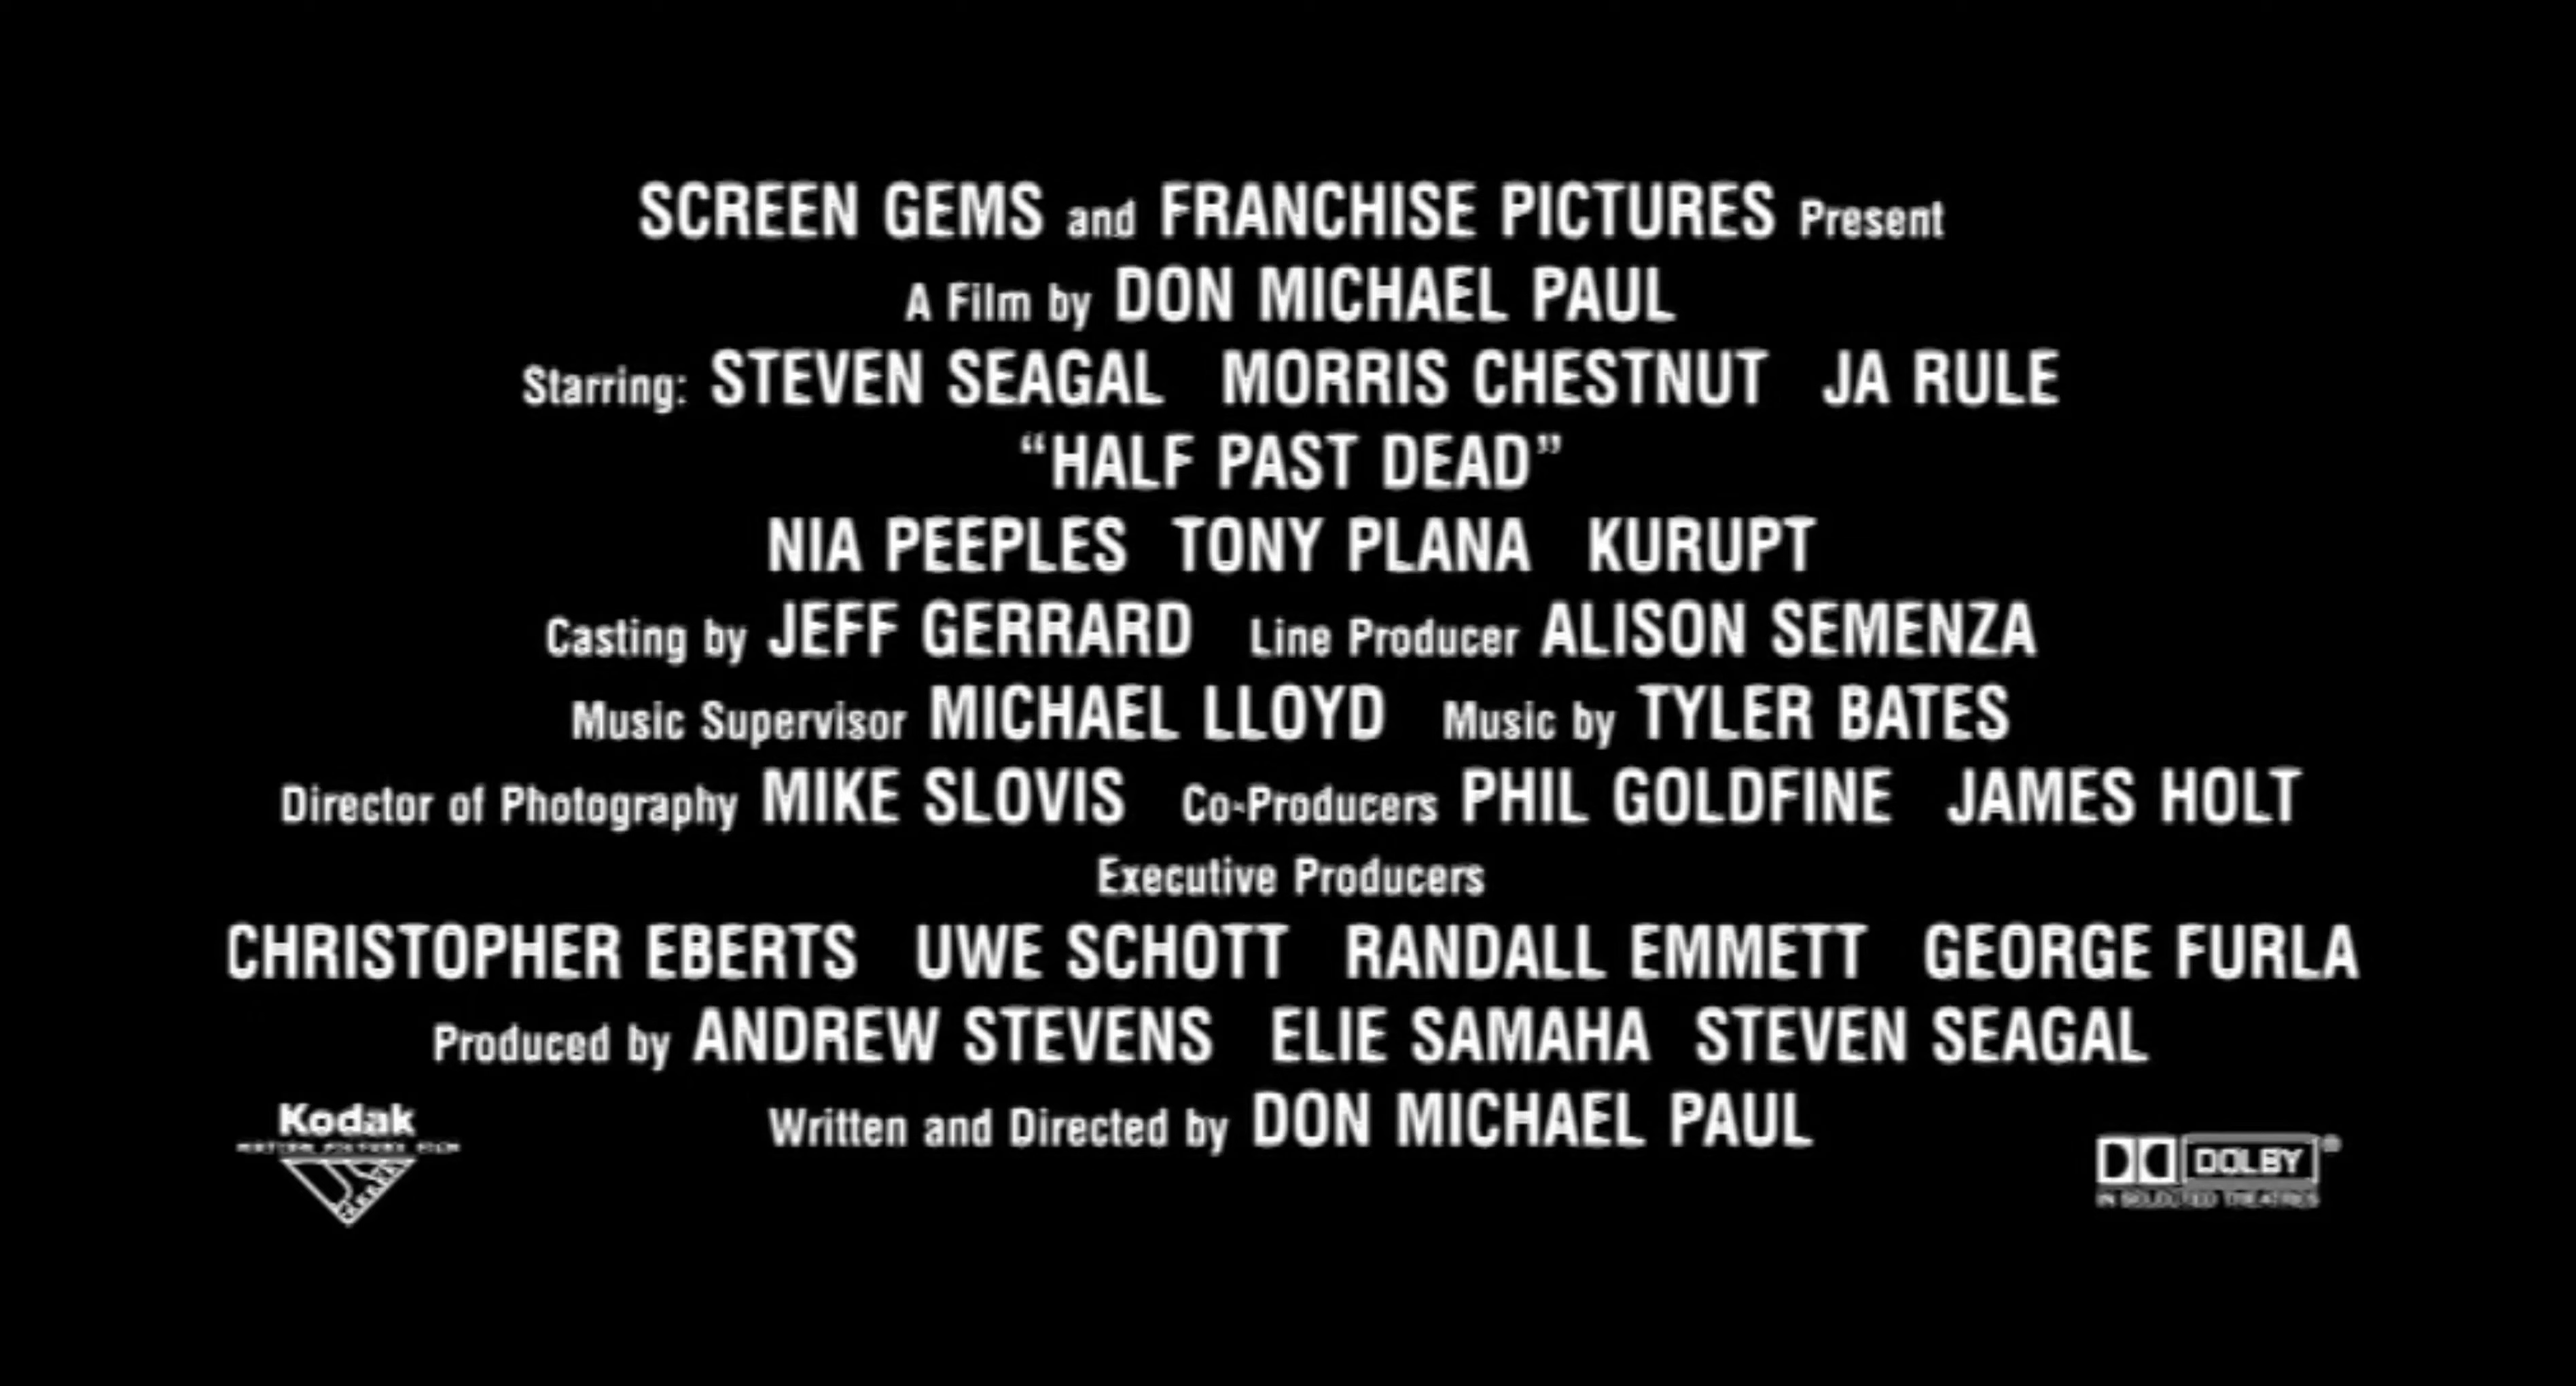 SCREEN GEMS and FRANCHISE PICTURES Present
A Film by DON MICHAEL PAUL
Starring: STEVEN SEAGAL MORRIS CHESTNUT JA RULE
“HALF PAST DEAD”
NIA PEEPLES TONY PLANA KURUPT
Casting by JEFF GERRARD Line Producer ALISON SEMENZA
Music Supervisor MICHAEL LLOYD Music by TYLER BATES
Director of Photography MIKE SLOVIS Co-Producers PHIL GOLDFINE JAMES HOLT
Executive Producers
CHRISTOPHER EBERTS UWE SCHOTT RANDALL EMMETT GEORGE FURLA
Produced by ANDREW STEVENS ELIE SAMAHA STEVEN SEAGAL
Written and Directed by DON MICHAEL PAUL
Kodak
DOLBY®
IN SELECTED THEATRES